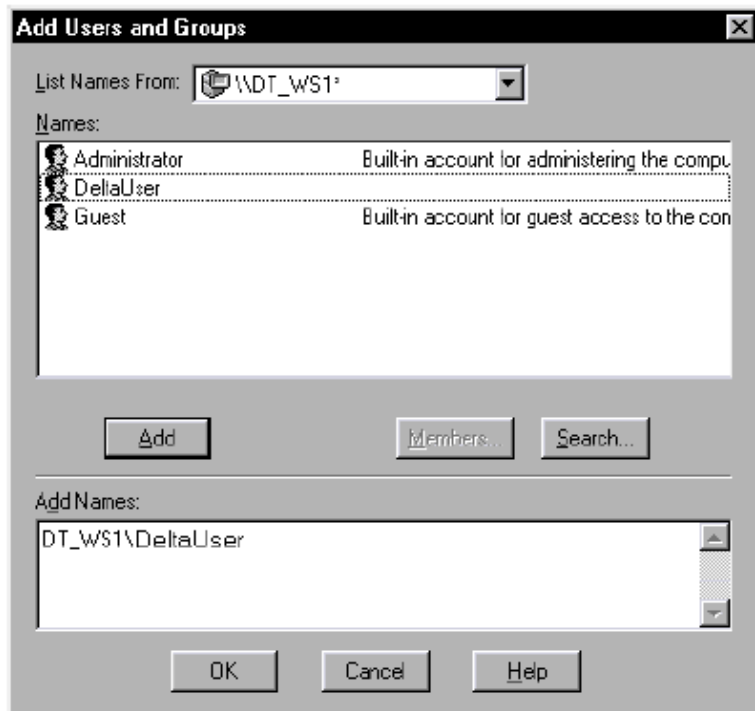 Add Users and Groups
List Names From: \\DT_WS1*
Names:
Administrator Built-in account for administering the compu
DeltaUser
Guest Built-in account for guest access to the con
Add Members... Search...
Add Names:
DT_WS1\DeltaUser
OK Cancel Help